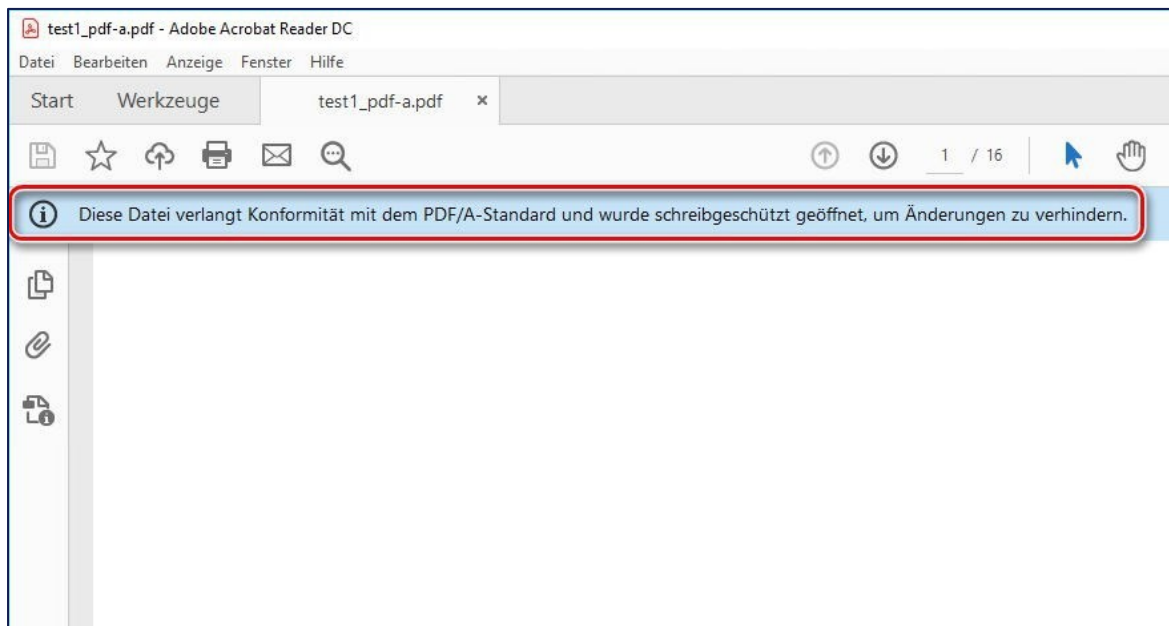 test1_pdf-a.pdf - Adobe Acrobat Reader DC
Datei Bearbeiten Anzeige Fenster Hilfe
Start Werkzeuge test1_pdf-a.pdf ×
1 / 16
Diese Datei verlangt Konformität mit dem PDF/A-Standard und wurde schreibgeschützt geöffnet, um Änderungen zu verhindern.